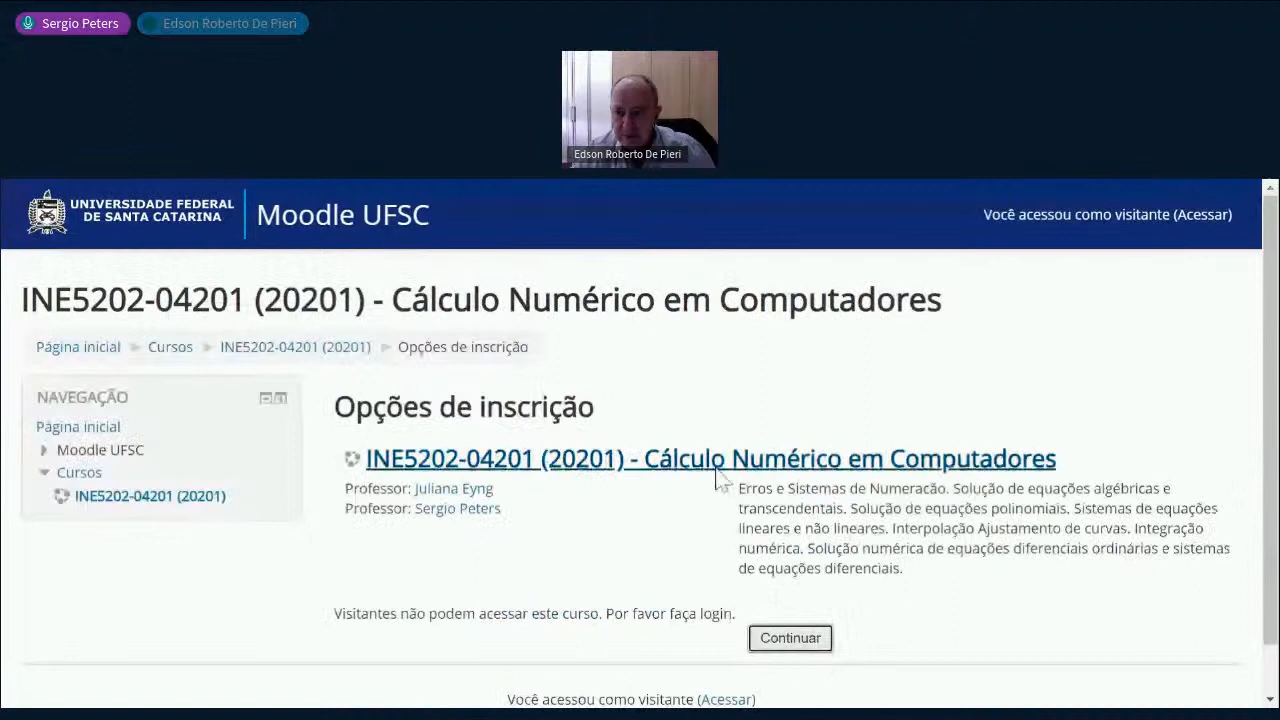 Sergio Peters
Edson Roberto De Pieri
Edson Roberto De Pieri
UNIVERSIDADE FEDERAL
DE SANTA CATARINA
Moodle UFSC
Você acessou como visitante (Acessar)
INE5202-04201 (20201) - Cálculo Numérico em Computadores
Página inicial
Cursos
INE5202-04201 (20201)
Opções de inscrição
NAVEGAÇÃO
Página inicial
Moodle UFSC
Cursos
INE5202-04201 (20201)
Opções de inscrição
INE5202-04201 (20201) - Cálculo Numérico em Computadores
Professor: Juliana Eyng
Professor: Sergio Peters
Erros e Sistemas de Numeracão. Solução de equações algébricas e
transcendentais. Solução de equações polinomiais. Sistemas de equações
lineares e não lineares. Interpolação Ajustamento de curvas. Integração
numérica. Solução numérica de equações diferenciais ordinárias e sistemas
de equações diferenciais.
Visitantes não podem acessar este curso. Por favor faça login.
Continuar
Você acessou como visitante (Acessar)